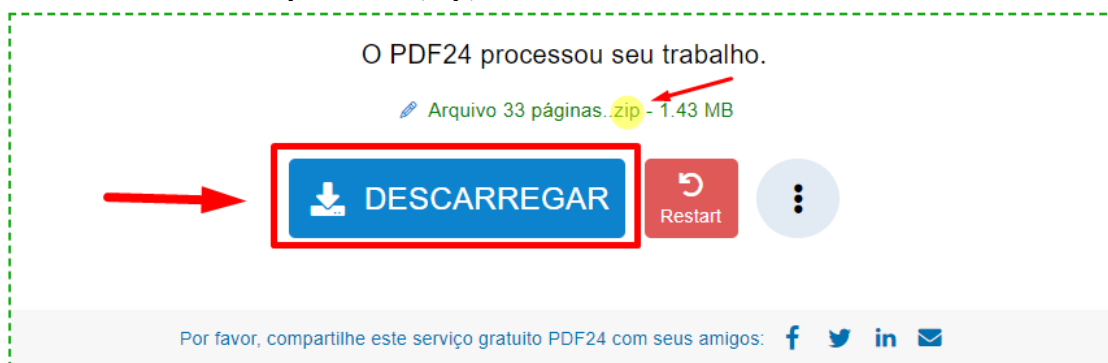 O PDF24 processou seu trabalho.
Arquivo 33 páginas..zip - 1.43 MB
DESCARREGAR
Restart
Por favor, compartilhe este serviço gratuito PDF24 com seus amigos: